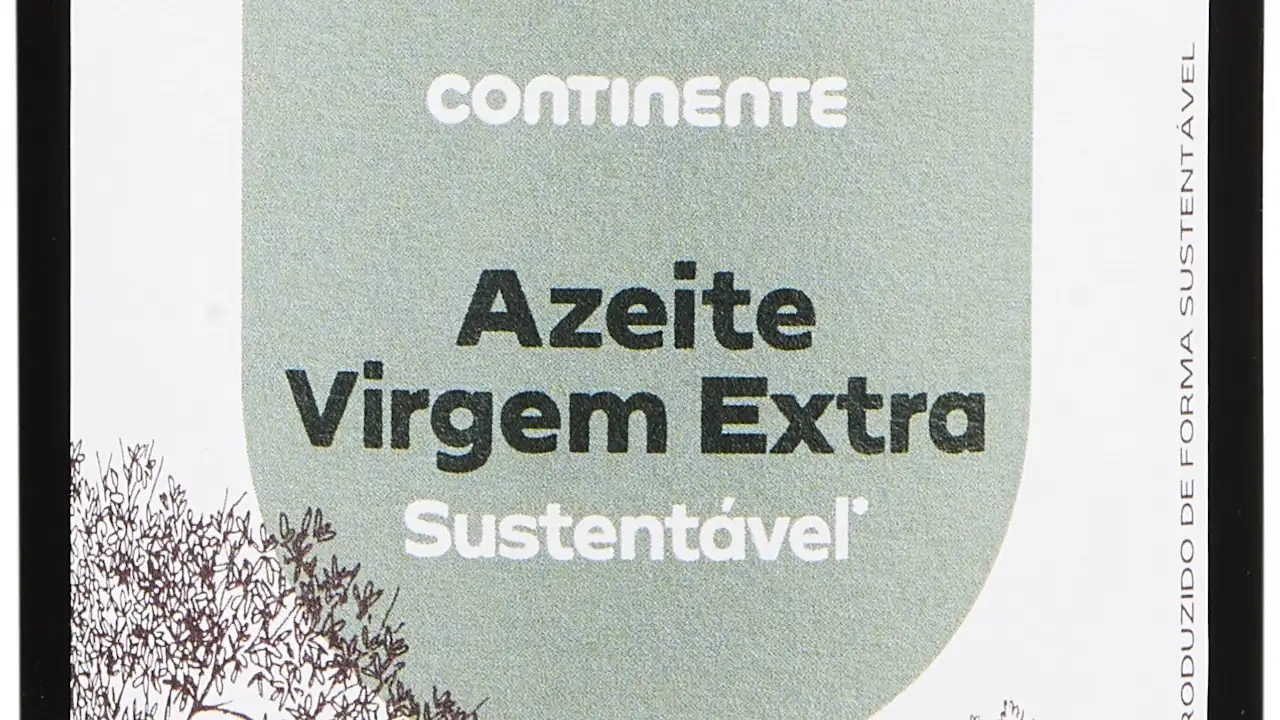 CONTINENTE
Azeite
Virgem Extra
Sustentável*
RODUZIDO DE FORMA SUSTENTÁVEL